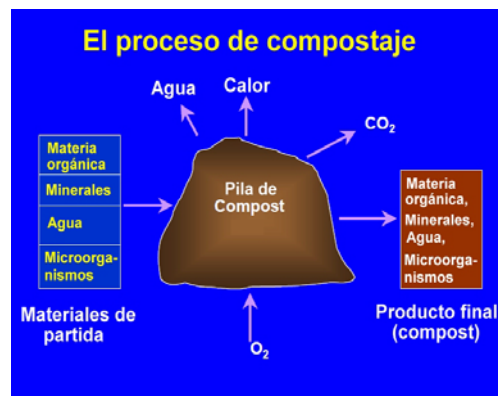 El proceso de compostaje
Agua
Calor
CO₂
Materia
orgánica
Minerales
Agua
Microorga-
nismos
Materiales de
partida
Pila de
Compost
O₂
Materia
orgánica,
Minerales,
Agua,
Microorga-
nismos
Producto final
(compost)